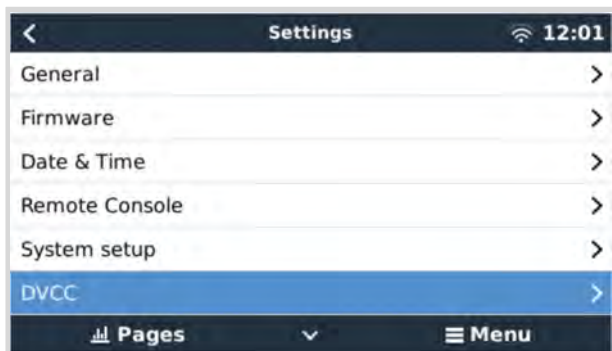 Settings 12:01
General
Firmware
Date & Time
Remote Console
System setup
DVCC
Pages Menu